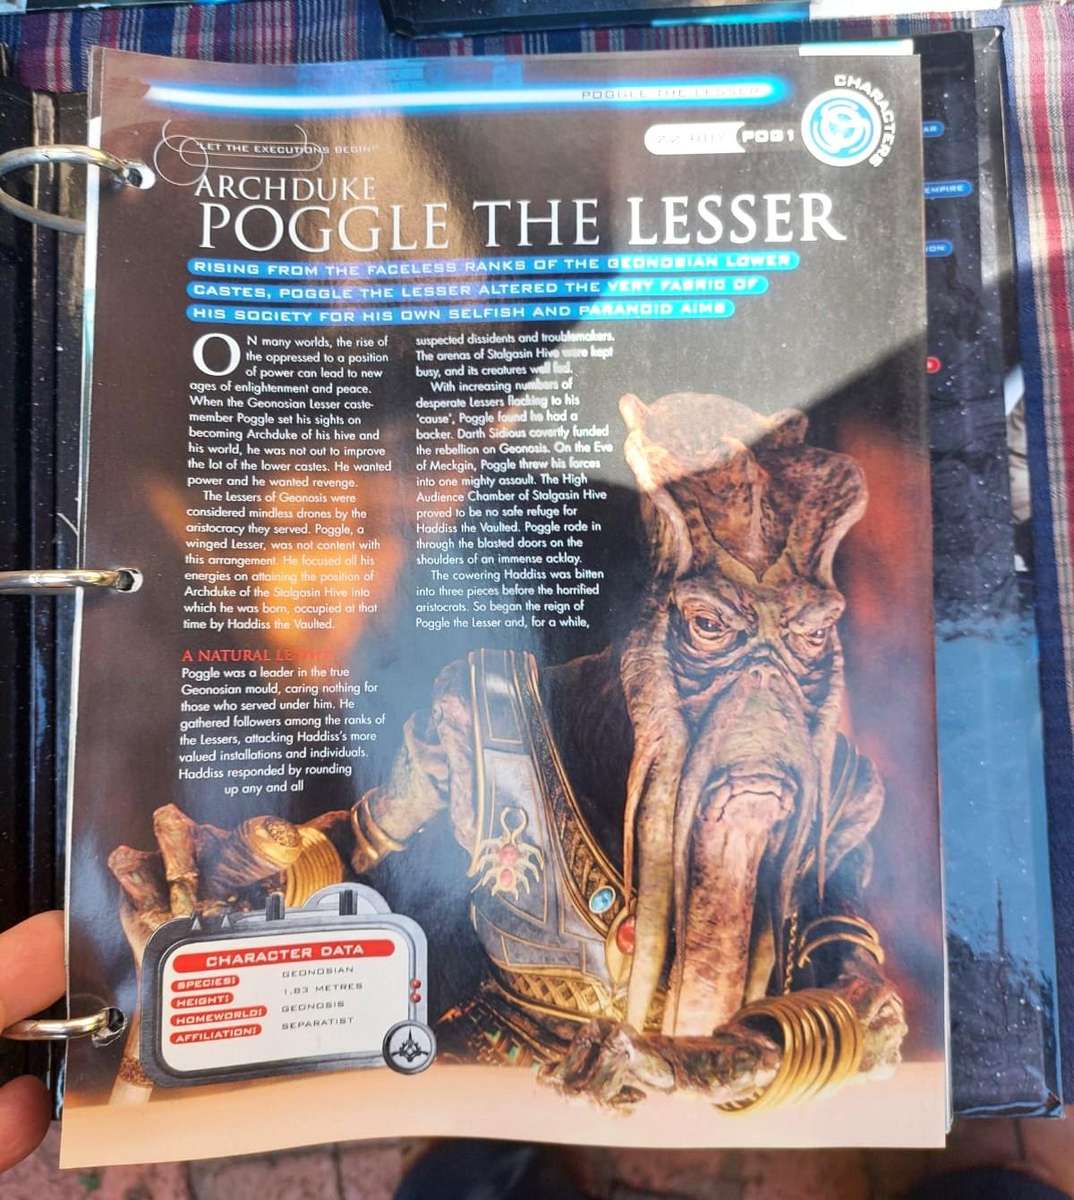 POGGLE THE LESSER
CHARACTERS
22 BBY
POG1
"LET THE EXECUTIONS BEGIN!"
ARCHDUKE
POGGLE THE LESSER
RISING FROM THE FACELESS RANKS OF THE GEONOSIAN LOWER
CASTES, POGGLE THE LESSER ALTERED THE VERY FABRIC OF
HIS SOCIETY FOR HIS OWN SELFISH AND PARANOID AIMS
ON many worlds, the rise of
the oppressed to a position
of power can lead to new
ages of enlightenment and peace.
When the Geonosian Lesser caste-
member Poggle set his sights on
becoming Archduke of his hive and
his world, he was not out to improve
the lot of the lower castes. He wanted
power and he wanted revenge.
The Lessers of Geonosis were
considered mindless drones by the
aristocracy they served. Poggle, a
winged Lesser, was not content with
this arrangement. He focused all his
energies on attaining the position of
Archduke of the Stalgasin Hive into
which he was born, occupied at that
time by Haddiss the Vaulted.
A NATURAL
Poggle was a leader in the true
Geonosian mould, caring nothing for
those who served under him. He
gathered followers among the ranks of
the Lessers, attacking Haddiss's more
valued installations and individuals.
Haddiss responded by rounding
up any and all
suspected dissidents and troublemakers.
The arenas of Stalgasin Hive were kept
busy, and its creatures well fed.
With increasing numbers of
desperate Lessers flocking to his
'cause', Poggle found he had a
backer. Darth Sidious covertly funded
the rebellion on Geonosis. On the Eve
of Meckgin, Poggle threw his forces
into one mighty assault. The High
Audience Chamber of Stalgasin Hive
proved to be no safe refuge for
Haddiss the Vaulted. Poggle rode in
through the blasted doors on the
shoulders of an immense acklay.
The cowering Haddiss was bitten
into three pieces before the horrified
aristocrats. So began the reign of
Poggle the Lesser and, for a while,
CHARACTER DATA
SPECIES: GEONOSIAN
HEIGHT: 1.83 METRES
HOMEWORLD: GEONOSIS
AFFILIATION: SEPARATIST
EMPIRE